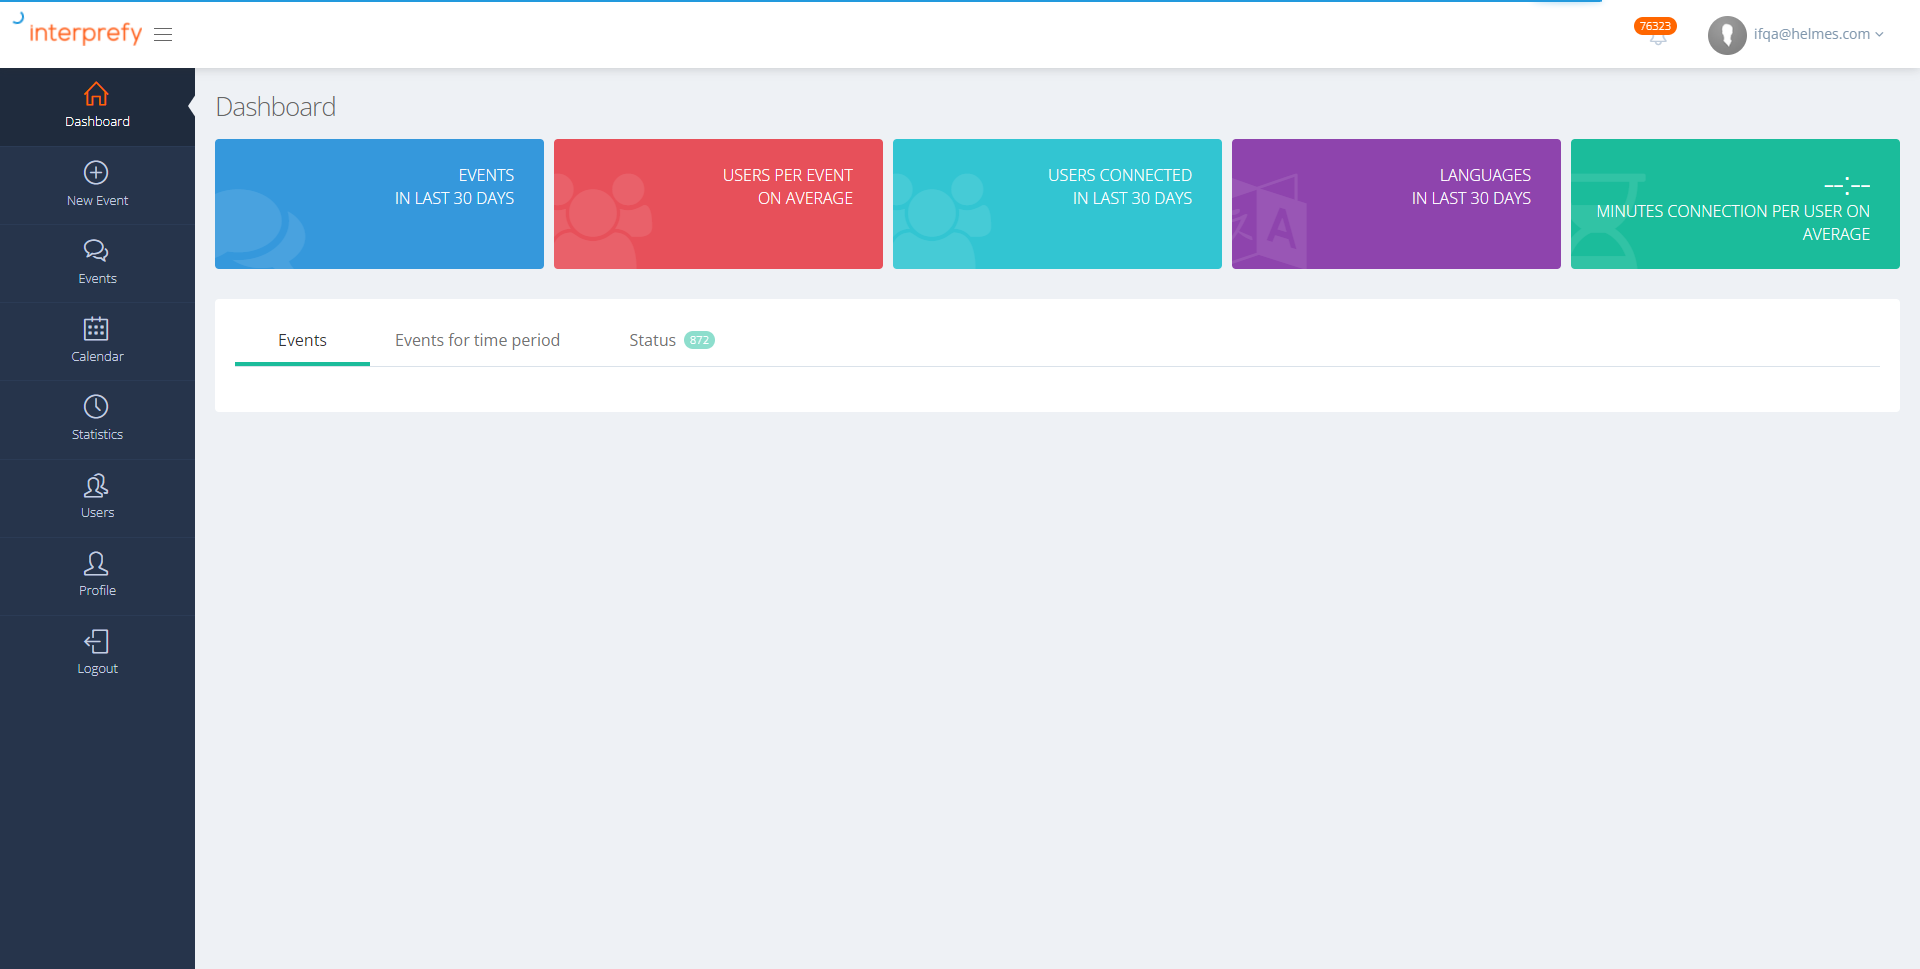 interprefy
76323
ifqa@helmes.com
Dashboard
New Event
Events
Calendar
Statistics
Users
Profile
Logout
Dashboard
EVENTS
IN LAST 30 DAYS
USERS PER EVENT
ON AVERAGE
USERS CONNECTED
IN LAST 30 DAYS
LANGUAGES
IN LAST 30 DAYS
--:--
MINUTES CONNECTION PER USER ON
AVERAGE
Events
Events for time period
Status 872